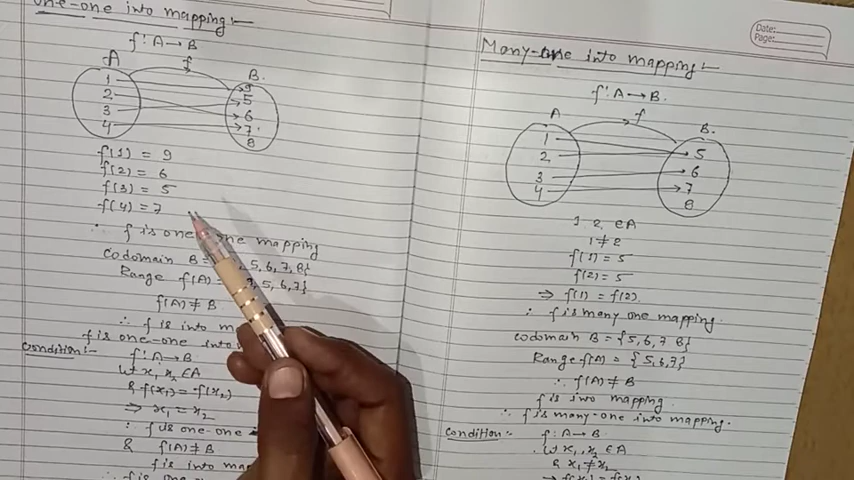 one-one into mapping:-
f: A → B
f
A
B.
1
2
3
4
9
5
6
7
8
f(1) = 9
f(2) = 6
f(3) = 5
f(4) = 7
∴ f is one-one mapping
Codomain B = 5, 6, 7, 8}
Range f(A) = 5, 6, 7}
f(A) ≠ B
∴ f is into
f is one-one into
Condition:- f: A → B
let x₁, x₂ ∈ A
& f(x₁) = f(x₂)
⇒ x₁ = x₂
∴ f is one-one
& f(A) ≠ B
f is into
Date:
Page:
Many-one into mapping:-
f: A → B.
A
f
B.
1
2
3
4
5
6
7
8
1, 2 ∈ A
1 ≠ 2
f(1) = 5
f(2) = 5
⇒ f(1) = f(2).
∴ f is many one mapping.
codomain B = {5, 6, 7 8}
Range f(A) = {5, 6, 7}
∴ f(A) ≠ B
f is into mapping.
∴ f is many-one into mapping.
Condition:- f: A → B
let x₁, x₂ ∈ A
& x₁ ≠ x₂